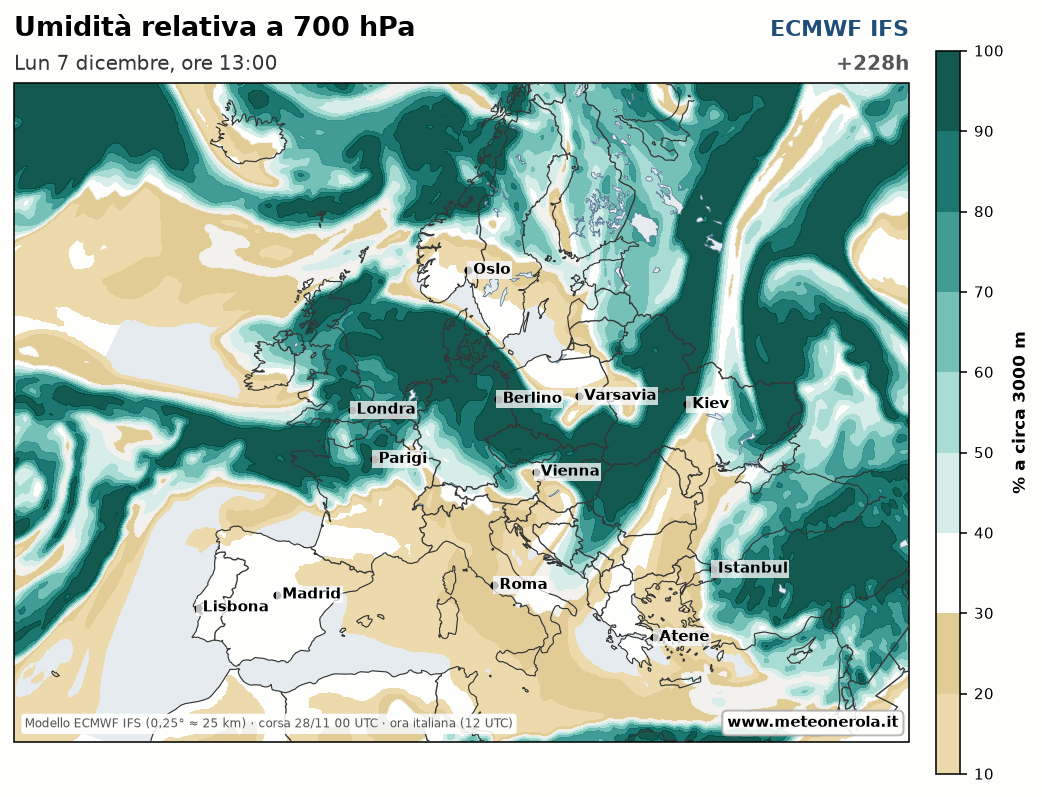 Umidità relativa a 700 hPa
ECMWF IFS
Lun 7 dicembre, ore 13:00
+228h
100
90
80
70
60
50
40
30
20
10
% a circa 3000 m
Oslo
Berlino
Varsavia
Kiev
Londra
Parigi
Vienna
Istanbul
Roma
Madrid
Lisbona
Atene
Modello ECMWF IFS (0,25° ≈ 25 km) · corsa 28/11 00 UTC · ora italiana (12 UTC)
www.meteonerola.it